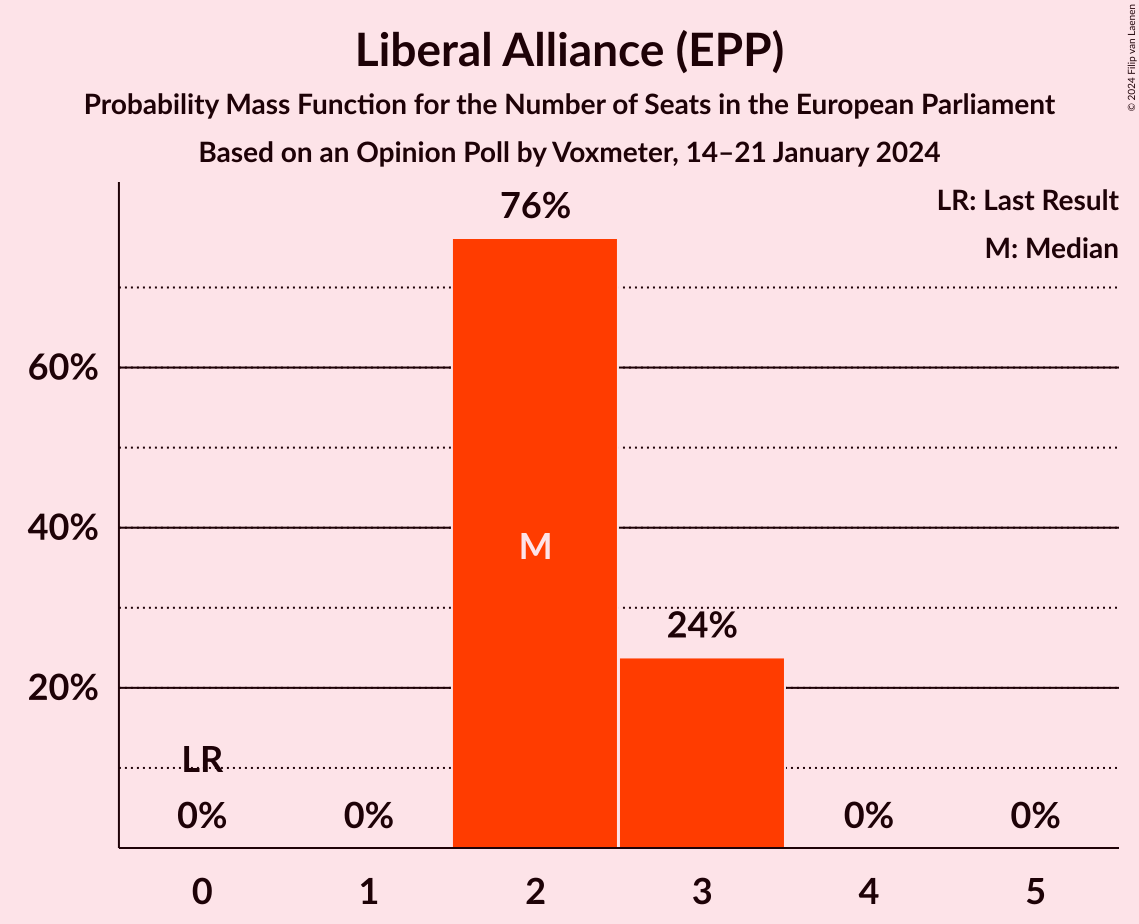 Liberal Alliance (EPP)
Probability Mass Function for the Number of Seats in the European Parliament
Based on an Opinion Poll by Voxmeter, 14–21 January 2024
© 2024 Filip van Laenen
LR: Last Result
M: Median
76%
60%
40%
M
24%
20%
LR
0% 0% 0% 0%
0 1 2 3 4 5